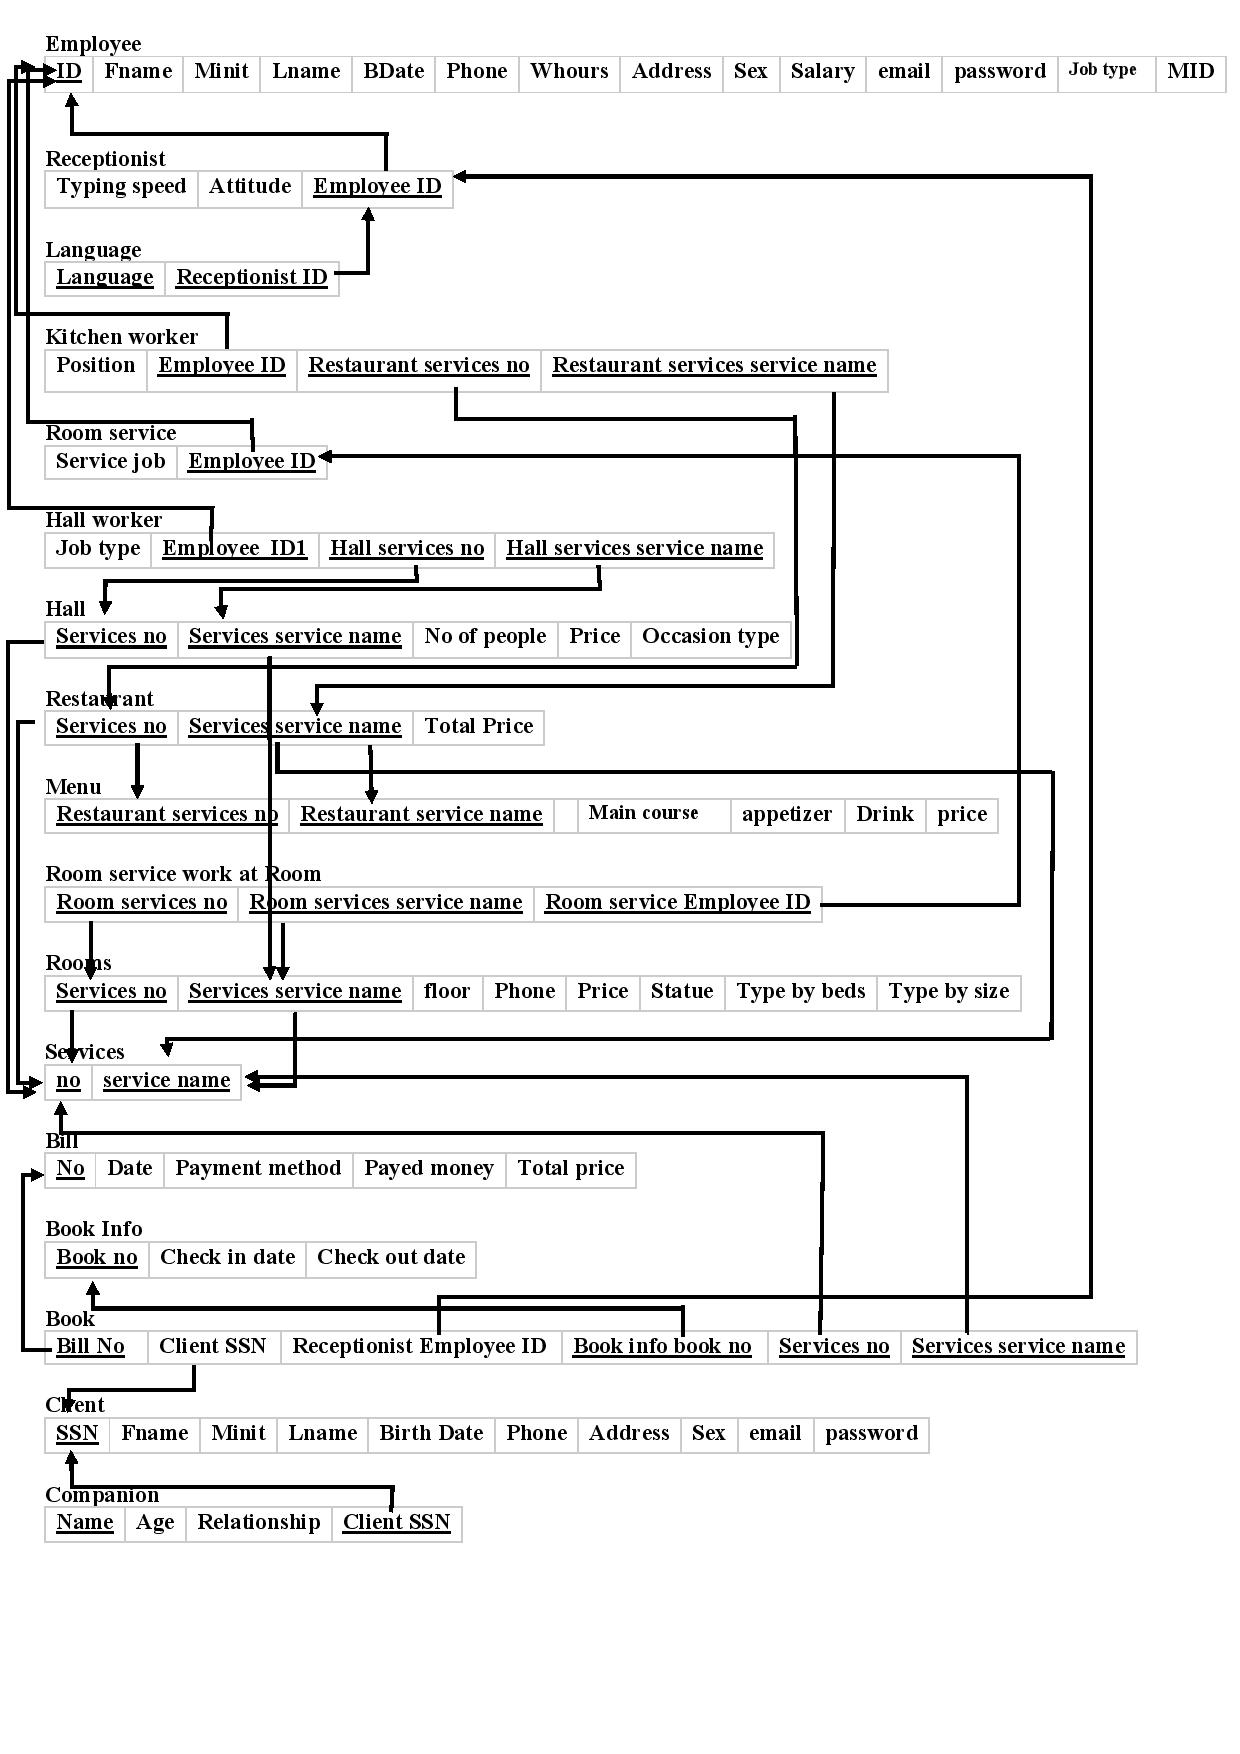 Employee
ID Fname Minit Lname BDate Phone Whours Address Sex Salary email password Job type MID
Receptionist
Typing speed Attitude Employee ID
Language
Language Receptionist ID
Kitchen worker
Position Employee ID Restaurant services no Restaurant services service name
Room service
Service job Employee ID
Hall worker
Job type Employee ID1 Hall services no Hall services service name
Hall
Services no Services service name No of people Price Occasion type
Restaurant
Services no Services service name Total Price
Menu
Restaurant services no Restaurant service name Main course appetizer Drink price
Room service work at Room
Room services no Room services service name Room service Employee ID
Rooms
Services no Services service name floor Phone Price Statue Type by beds Type by size
Services
no service name
Bill
No Date Payment method Payed money Total price
Book Info
Book no Check in date Check out date
Book
Bill No Client SSN Receptionist Employee ID Book info book no Services no Services service name
Client
SSN Fname Minit Lname Birth Date Phone Address Sex email password
Companion
Name Age Relationship Client SSN